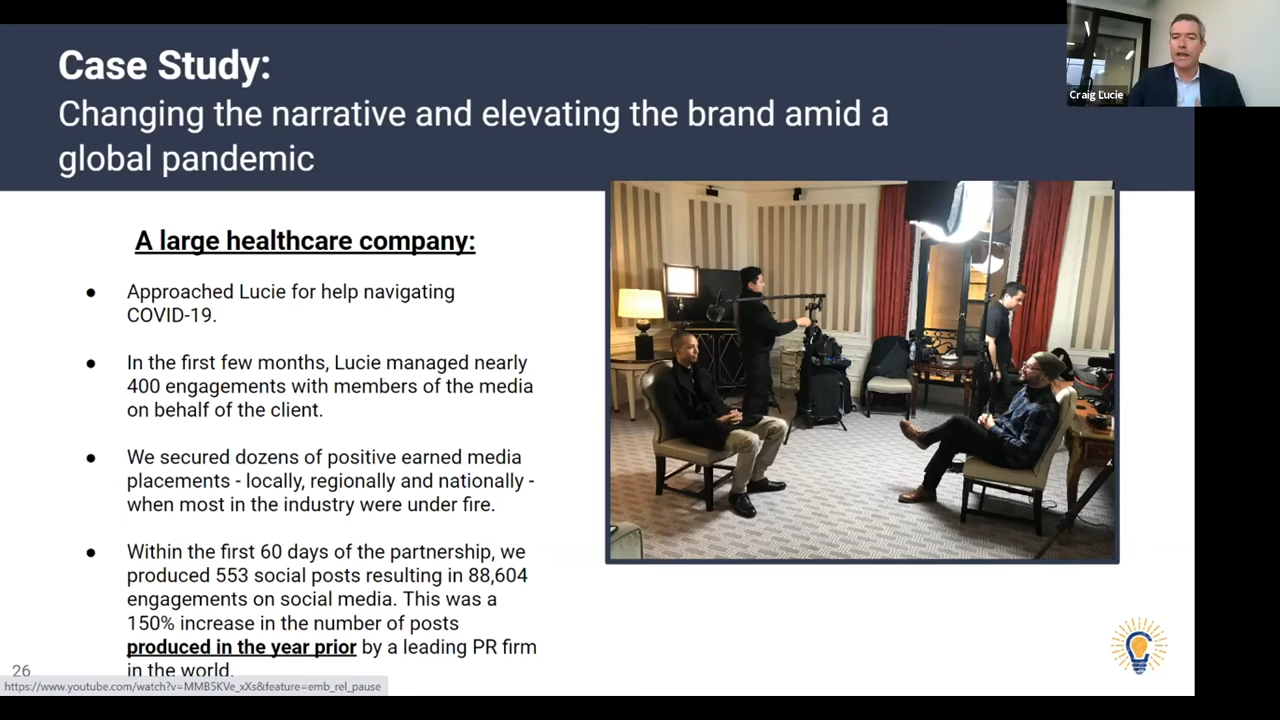 Case Study:
Changing the narrative and elevating the brand amid a
global pandemic
Craig Lucie
A large healthcare company:
● Approached Lucie for help navigating
COVID-19.
● In the first few months, Lucie managed nearly
400 engagements with members of the media
on behalf of the client.
● We secured dozens of positive earned media
placements - locally, regionally and nationally -
when most in the industry were under fire.
● Within the first 60 days of the partnership, we
produced 553 social posts resulting in 88,604
engagements on social media. This was a
150% increase in the number of posts
produced in the year prior by a leading PR firm
in the world.
26
https://www.youtube.com/watch?v=MMB5KVe_xXs&feature=emb_rel_pause